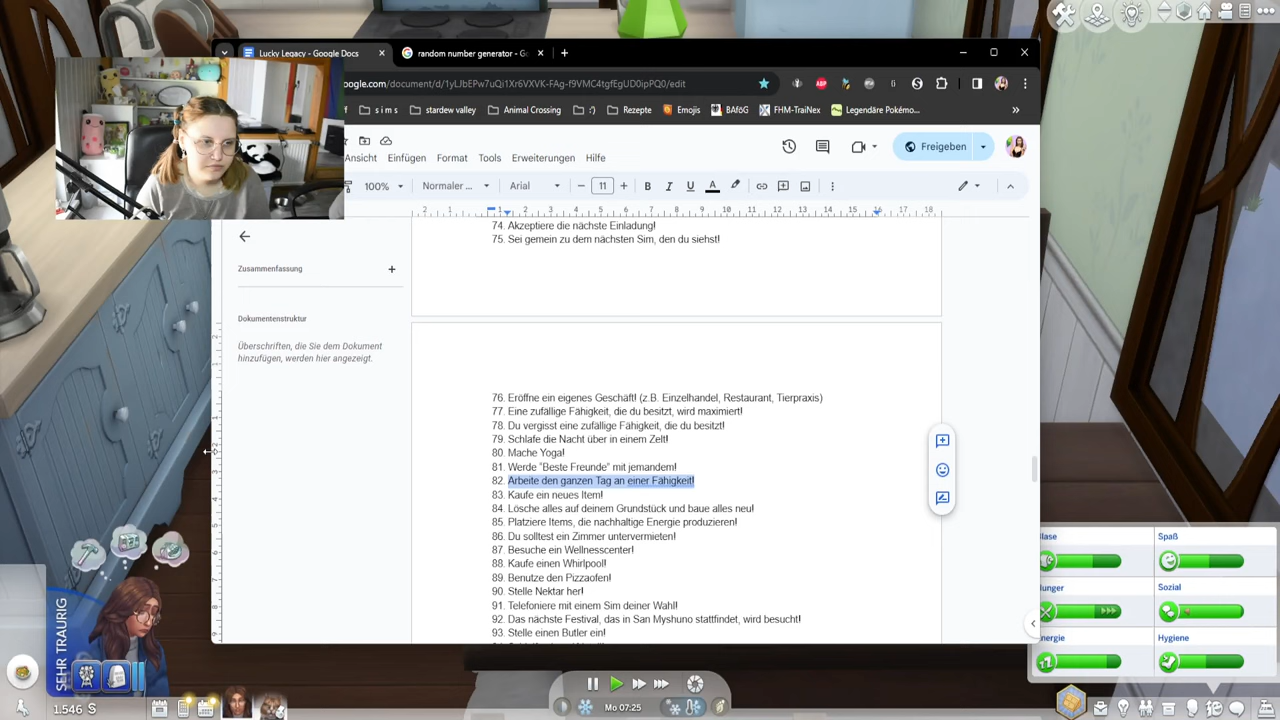 Lucky Legacy - Google Docs
random number generator - Go
oogle.com/document/d/1yLJbEPw7uQi1Xr6VXVK-FAg-f9VMC4tgfEgUD0ipPQ0/edit
s i m s
stardew valley
Animal Crossing
:)
Rezepte
Emojis
BAföG
FHM-TraiNex
Legendäre Pokémo...
»
Ansicht
Einfügen
Format
Tools
Erweiterungen
Hilfe
Freigeben
100%
Normaler ...
Arial
11
Zusammenfassung
Dokumentenstruktur
Überschriften, die Sie dem Dokument
hinzufügen, werden hier angezeigt.
74. Akzeptiere die nächste Einladung!
75. Sei gemein zu dem nächsten Sim, den du siehst!
76. Eröffne ein eigenes Geschäft! (z.B. Einzelhandel, Restaurant, Tierpraxis)
77. Eine zufällige Fähigkeit, die du besitzt, wird maximiert!
78. Du vergisst eine zufällige Fähigkeit, die du besitzt!
79. Schlafe die Nacht über in einem Zelt!
80. Mache Yoga!
81. Werde "Beste Freunde" mit jemandem!
82. Arbeite den ganzen Tag an einer Fähigkeit!
83. Kaufe ein neues Item!
84. Lösche alles auf deinem Grundstück und baue alles neu!
85. Platziere Items, die nachhaltige Energie produzieren!
86. Du solltest ein Zimmer untervermieten!
87. Besuche ein Wellnesscenter!
88. Kaufe einen Whirlpool!
89. Benutze den Pizzaofen!
90. Stelle Nektar her!
91. Telefoniere mit einem Sim deiner Wahl!
92. Das nächste Festival, das in San Myshuno stattfindet, wird besucht!
93. Stelle einen Butler ein!
Blase
Spaß
Hunger
Sozial
Energie
Hygiene
SEHR TRAURIG
1.546 $
Mo 07:25